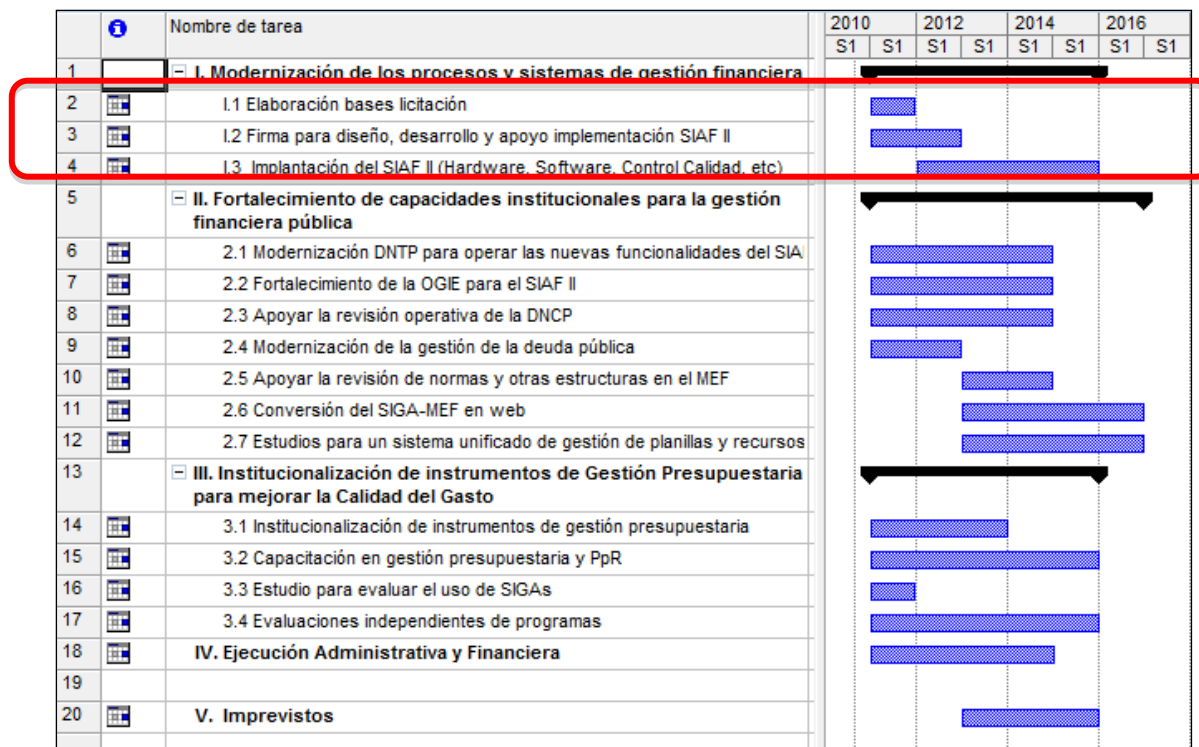 Nombre de tarea 2010 2012 2014 2016
S1 S1 S1 S1 S1 S1 S1 S1
1 I. Modernización de los procesos y sistemas de gestión financiera
2 I.1 Elaboración bases licitación
3 I.2 Firma para diseño, desarrollo y apoyo implementación SIAF II
4 I.3 Implantación del SIAF II (Hardware, Software, Control Calidad, etc)
5 II. Fortalecimiento de capacidades institucionales para la gestión
financiera pública
6 2.1 Modernización DNTP para operar las nuevas funcionalidades del SIA
7 2.2 Fortalecimiento de la OGIE para el SIAF II
8 2.3 Apoyar la revisión operativa de la DNCP
9 2.4 Modernización de la gestión de la deuda pública
10 2.5 Apoyar la revisión de normas y otras estructuras en el MEF
11 2.6 Conversión del SIGA-MEF en web
12 2.7 Estudios para un sistema unificado de gestión de planillas y recursos
13 III. Institucionalización de instrumentos de Gestión Presupuestaria
para mejorar la Calidad del Gasto
14 3.1 Institucionalización de instrumentos de gestión presupuestaria
15 3.2 Capacitación en gestión presupuestaria y PpR
16 3.3 Estudio para evaluar el uso de SIGAs
17 3.4 Evaluaciones independientes de programas
18 IV. Ejecución Administrativa y Financiera
19
20 V. Imprevistos